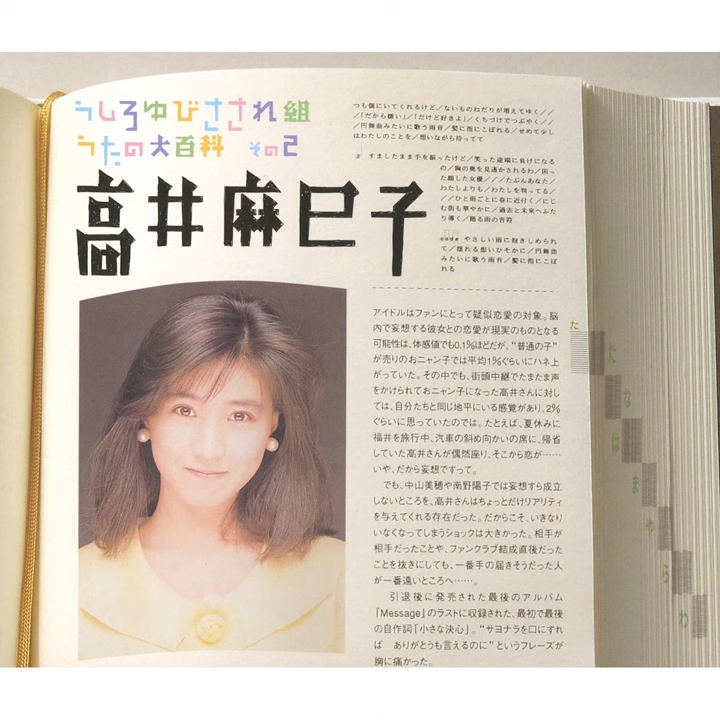 うしろゆびさされ組
うたの大百科 その2
高井麻巳子
つも傍にいてくれるけど／ないものねだりが増えてゆく／／
／「だから嫌い」／「だけど好きよ」／くちづけでつぶやく／／
／円舞曲みたいに歌う雨音／髪に指にこぼれる／せめて少し
はわたしのことを／想いながら待ってて
すましたまま手を振ったけど／笑った途端に負けになる
の／胸の奥を見透かされるわ／困っ
た顔した女優／／／たぶんあなた／
わたしよりも／わたしを判ってる／
／／ひと雨ごとに春に近付く／にじ
む街も華やかに／過去と未来へふた
り導く／踊る雨の音符
やさしい雨に抱きしめられ
て／揺れる想いひそかに／円舞曲
みたいに歌う雨音／髪に指にこぼ
れる
アイドルはファンにとって疑似恋愛の対象。脳
内で妄想する彼女との恋愛が現実のものとなる
可能性は、体感値でも0.1%ほどだが、“普通の子”
が売りのおニャン子では平均1%ぐらいにハネ上
がっていた。その中でも、街頭中継でたまたま声
をかけられておニャン子になった高井さんに対し
ては、自分たちと同じ地平にいる感覚があり、2%
ぐらいに思っていたのでは。たとえば、夏休みに
福井を旅行中、汽車の斜め向かいの席に、帰省
していた高井さんが偶然座り、そこから恋が……
いや、だから妄想ですって。
でも、中山美穂や南野陽子では妄想すら成立
しないところを、高井さんはちょっとだけリアリティ
を与えてくれる存在だった。だからこそ、いきなり
いなくなってしまうショックは大きかった。相手が
相手だったことや、ファンクラブ結成直後だった
ことを抜きにしても、一番手の届きそうだった人
が一番遠いところへ……。
引退後に発売された最後のアルバム
「Message」のラストに収録された、最初で最後
の自作詞「小さな決心」。“サヨナラを口にすれ
ば ありがとうも言えるのに”というフレーズが
胸に痛かった。
た
た
な
は
ま
や
ら
わ